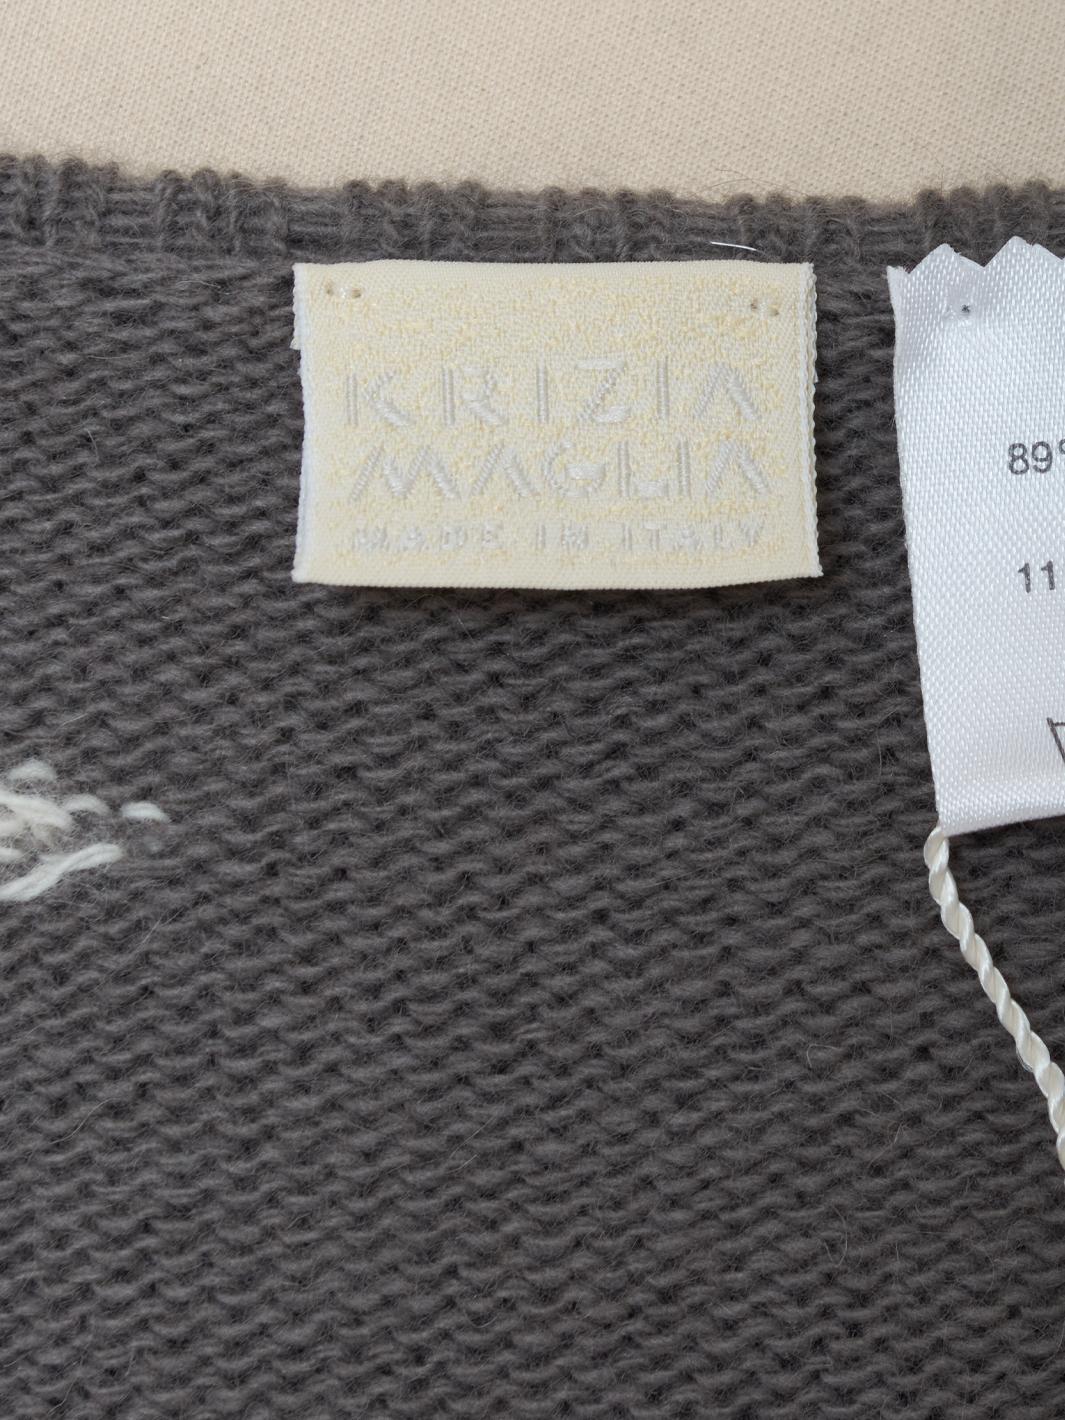 KRIZIA
MAGLIA
MADE IN ITALY
89%
11